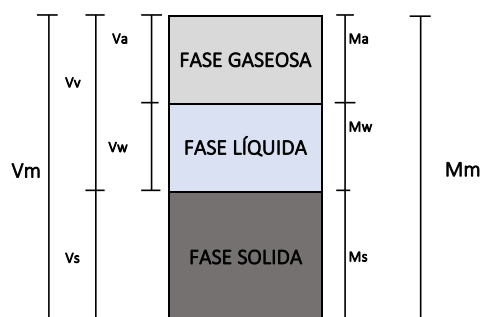 Va
Ma
FASE GASEOSA
Vv
Mw
Vw
FASE LÍQUIDA
Vm
Mm
Vs
FASE SOLIDA
Ms